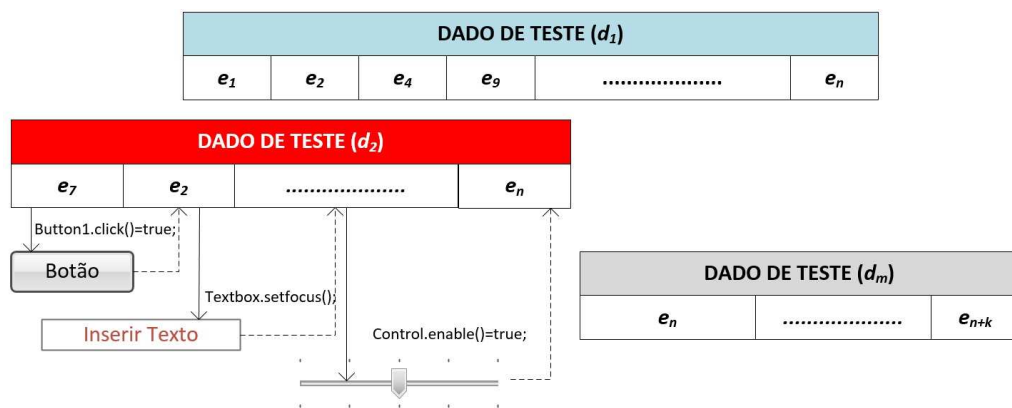 DADO DE TESTE (d₁)
e₁ e₂ e₄ e₉ .................... eₙ
DADO DE TESTE (d₂)
e₇ e₂ .................... eₙ
Button1.click()=true;
Botão
Textbox.setfocus();
Inserir Texto
Control.enable()=true;
DADO DE TESTE (dₘ)
eₙ .................... eₙ₊ₖ